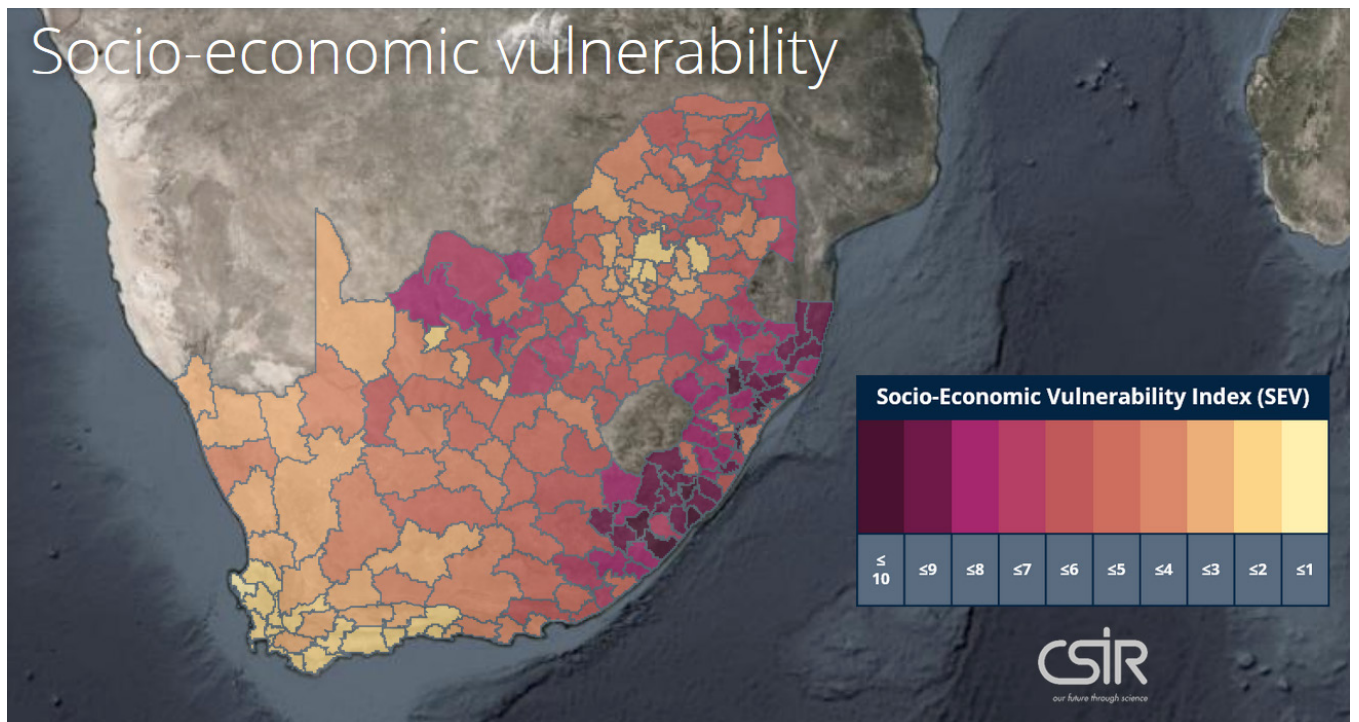 Socio-economic vulnerability
Socio-Economic Vulnerability Index (SEV)
≤
10
≤9
≤8
≤7
≤6
≤5
≤4
≤3
≤2
≤1
CSIR
our future through science